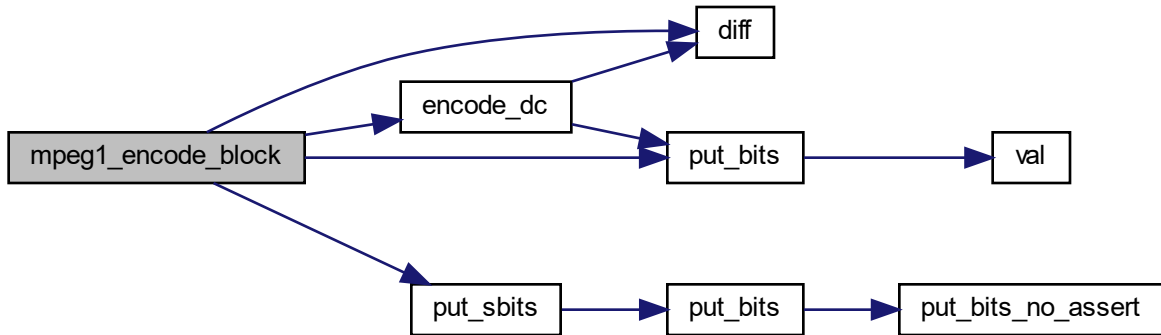 diff
encode_dc
mpeg1_encode_block
put_bits
val
put_sbits
put_bits
put_bits_no_assert